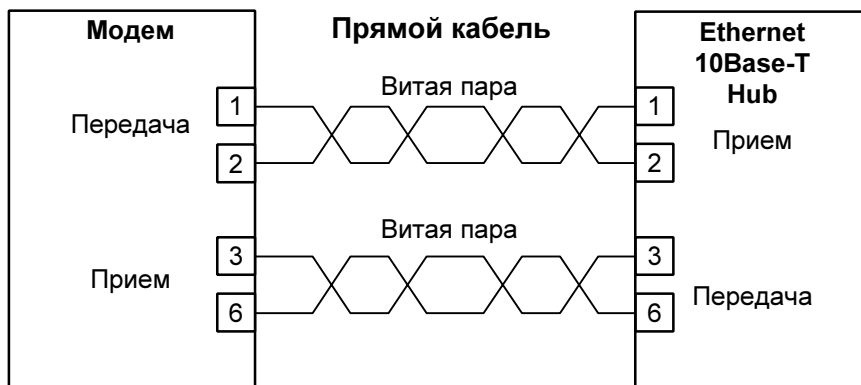 Модем
Прямой кабель
Ethernet
10Base-T
Hub
Витая пара
Передача
1
2
1
2
Прием
Витая пара
Прием
3
6
3
6
Передача